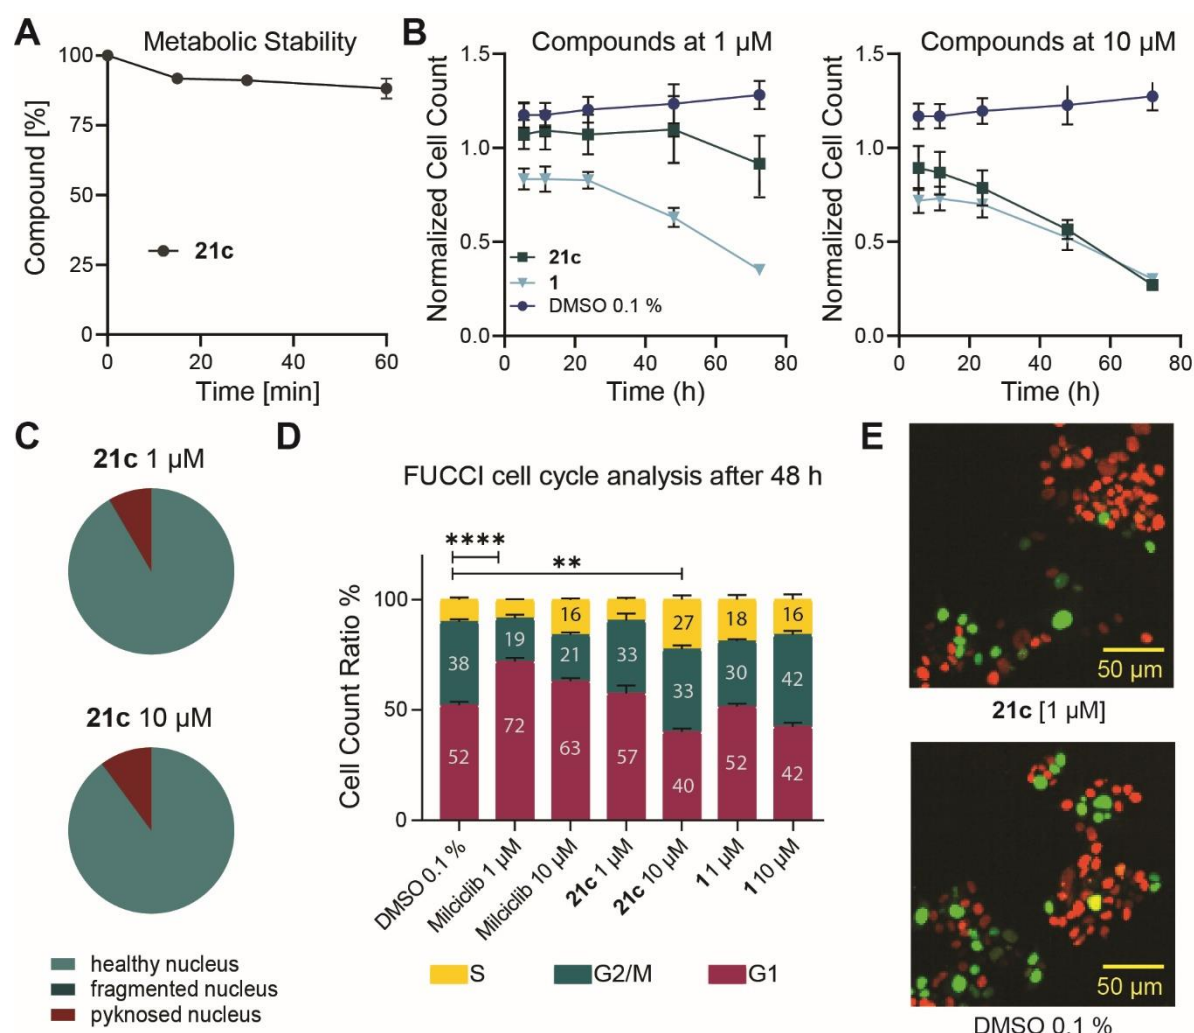 A
Metabolic Stability
100
75
50
25
0
Compound [%]
21c
0 20 40 60
Time [min]
B
Compounds at 1 µM
1.5
1.0
0.5
0.0
Normalized Cell Count
21c
1
DMSO 0.1 %
0 20 40 60 80
Time (h)
Compounds at 10 µM
1.5
1.0
0.5
0.0
Normalized Cell Count
0 20 40 60 80
Time (h)
C
21c 1 µM
21c 10 µM
healthy nucleus
fragmented nucleus
pyknosed nucleus
D
FUCCI cell cycle analysis after 48 h
****
**
Cell Count Ratio %
100
50
0
16 27 18 16
38 19 21 33 33 30 42
52 72 63 57 40 52 42
DMSO 0.1 %
Milciclib 1 µM
Milciclib 10 µM
21c 1 µM
21c 10 µM
1 1 µM
1 10 µM
S G2/M G1
E
50 µm
21c [1 µM]
50 µm
DMSO 0.1 %